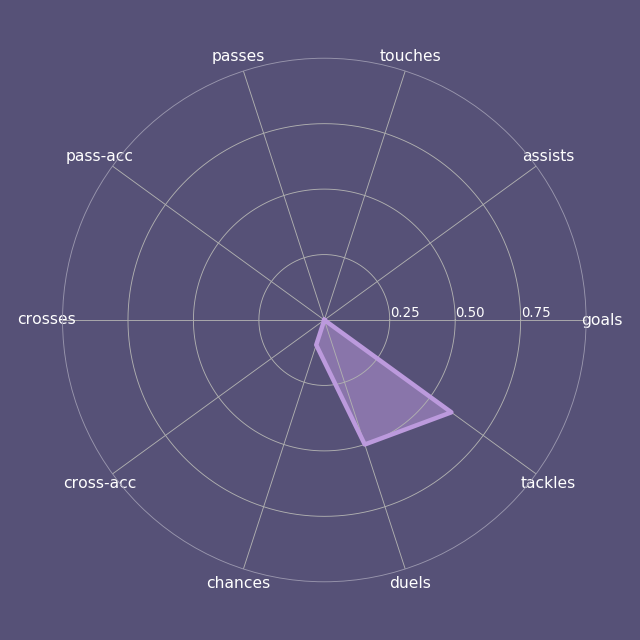 passes
touches
pass-acc
assists
crosses
0.25
0.50
0.75
goals
cross-acc
tackles
chances
duels